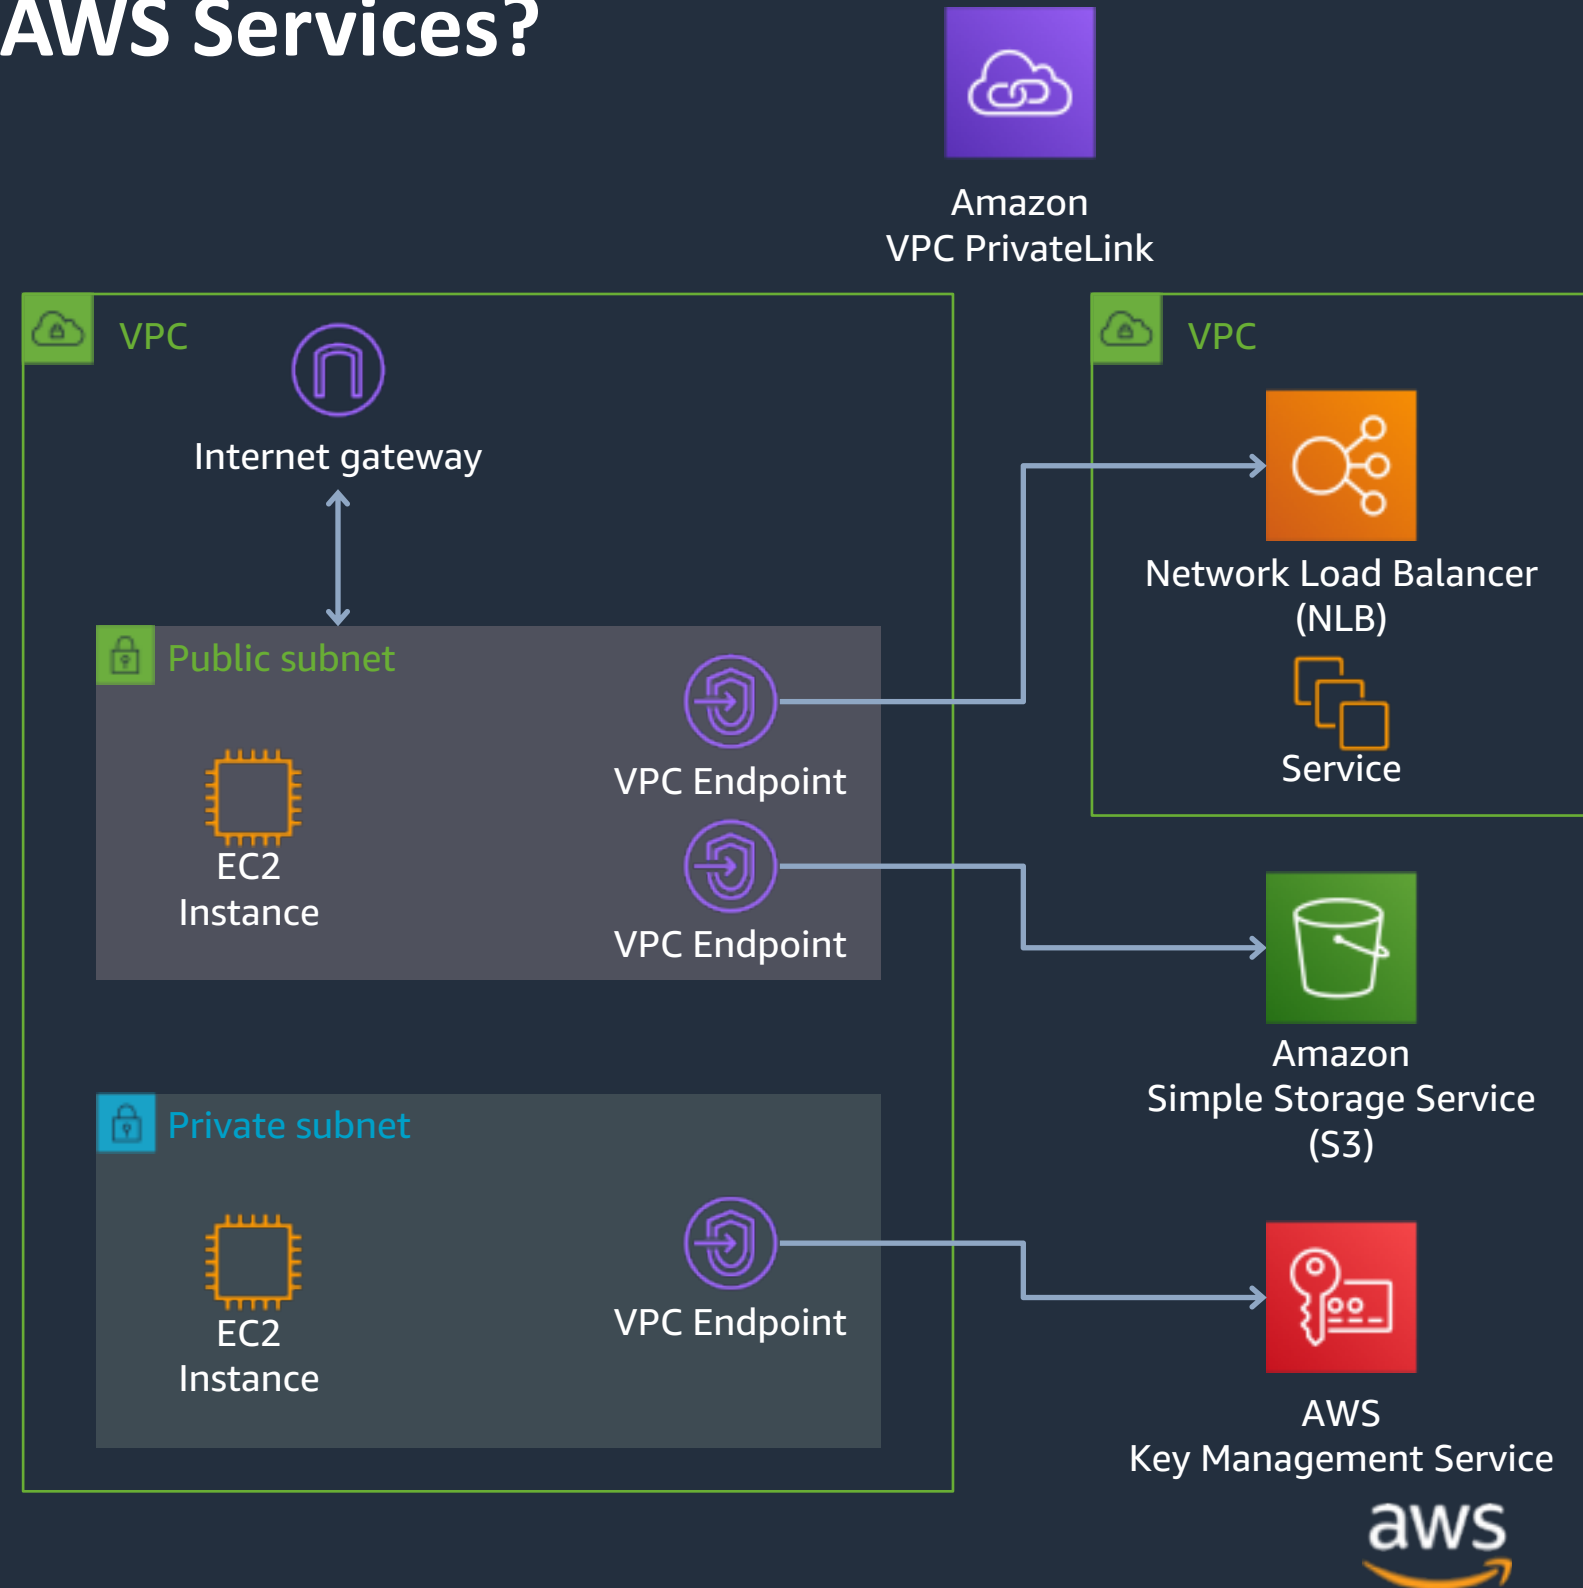 AWS Services?
Amazon
VPC PrivateLink
VPC
Internet gateway
Public subnet
EC2
Instance
VPC Endpoint
VPC Endpoint
Private subnet
EC2
Instance
VPC Endpoint
VPC
Network Load Balancer
(NLB)
Service
Amazon
Simple Storage Service
(S3)
AWS
Key Management Service
aws